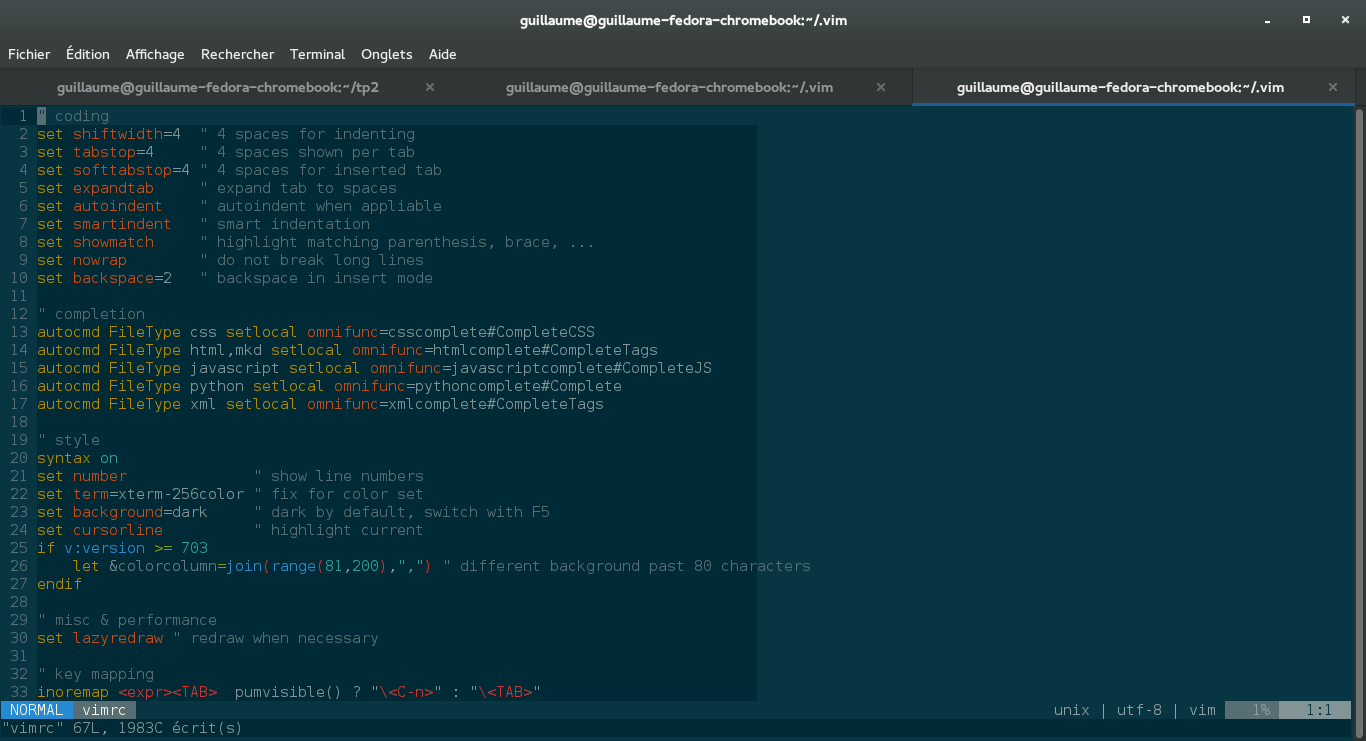 guillaume@guillaume-fedora-chromebook:~/.vim
Fichier Édition Affichage Rechercher Terminal Onglets Aide
guillaume@guillaume-fedora-chromebook:~/tp2 guillaume@guillaume-fedora-chromebook:~/.vim guillaume@guillaume-fedora-chromebook:~/.vim
1 " coding
2 set shiftwidth=4  " 4 spaces for indenting
3 set tabstop=4     " 4 spaces shown per tab
4 set softtabstop=4 " 4 spaces for inserted tab
5 set expandtab     " expand tab to spaces
6 set autoindent    " autoindent when appliable
7 set smartindent   " smart indentation
8 set showmatch     " highlight matching parenthesis, brace, ...
9 set nowrap        " do not break long lines
10 set backspace=2   " backspace in insert mode
11
12 " completion
13 autocmd FileType css setlocal omnifunc=csscomplete#CompleteCSS
14 autocmd FileType html,mkd setlocal omnifunc=htmlcomplete#CompleteTags
15 autocmd FileType javascript setlocal omnifunc=javascriptcomplete#CompleteJS
16 autocmd FileType python setlocal omnifunc=pythoncomplete#Complete
17 autocmd FileType xml setlocal omnifunc=xmlcomplete#CompleteTags
18
19 " style
20 syntax on
21 set number              " show line numbers
22 set term=xterm-256color " fix for color set
23 set background=dark     " dark by default, switch with F5
24 set cursorline          " highlight current
25 if v:version >= 703
26     let &colorcolumn=join(range(81,200),",") " different background past 80 characters
27 endif
28
29 " misc & performance
30 set lazyredraw " redraw when necessary
31
32 " key mapping
33 inoremap <expr><TAB>  pumvisible() ? "\<C-n>" : "\<TAB>"
NORMAL vimrc unix | utf-8 | vim 1% 1:1
"vimrc" 67L, 1983C écrit(s)